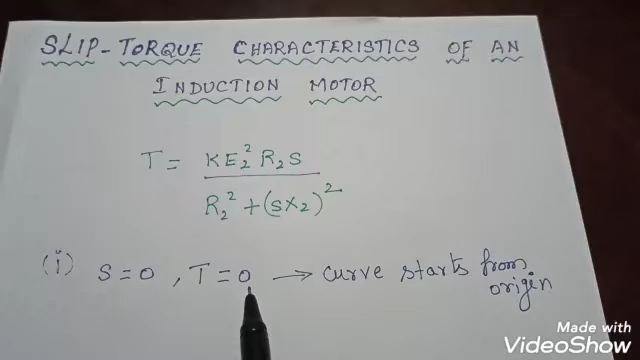 SLIP-TORQUE CHARACTERISTICS OF AN
INDUCTION MOTOR
T = KE₂² R₂S / R₂² + (SX₂)²
(i) S = 0 , T = 0 → curve starts from
origin
Made with
VideoShow